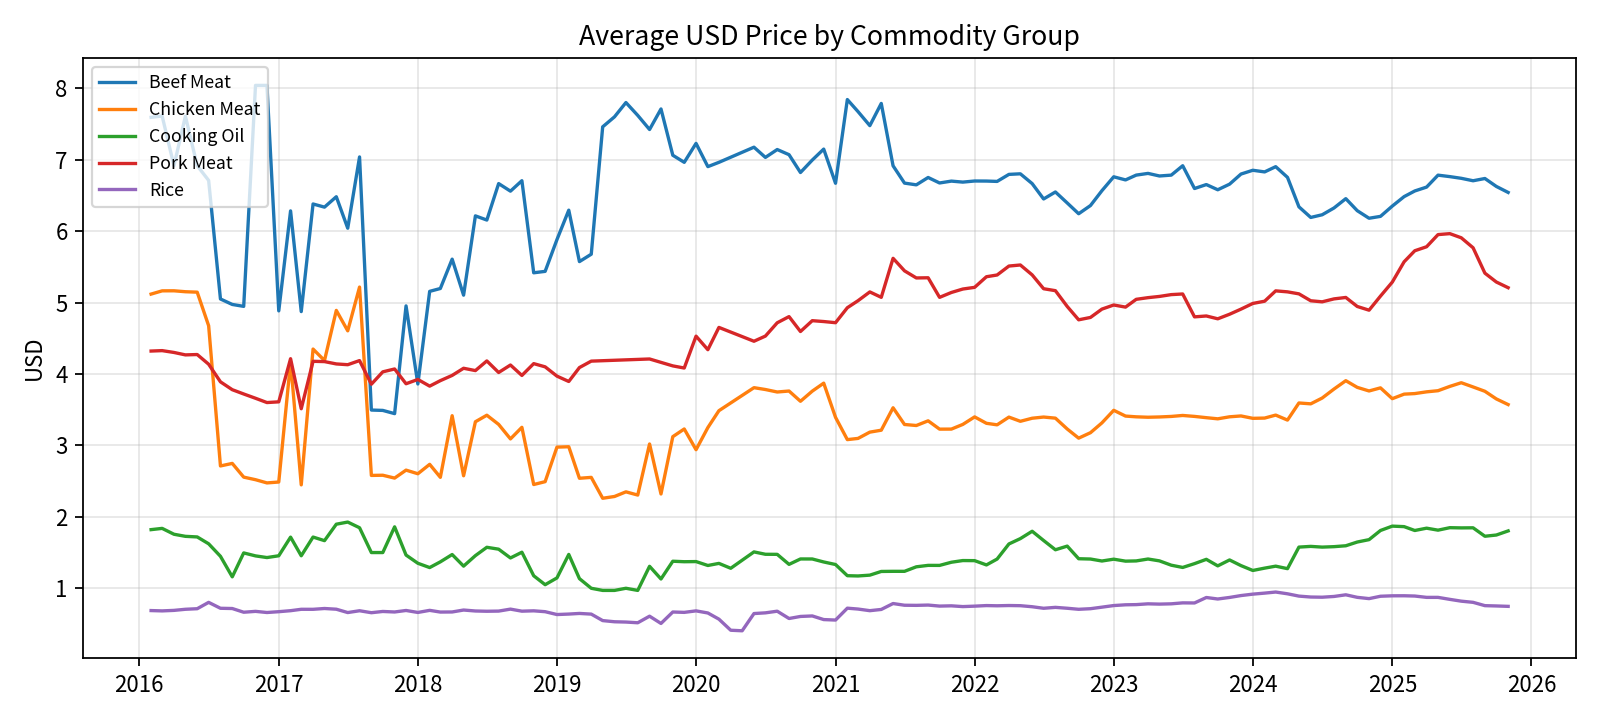 Average USD Price by Commodity Group
Beef Meat
Chicken Meat
Cooking Oil
Pork Meat
Rice
USD
8
7
6
5
4
3
2
1
2016 2017 2018 2019 2020 2021 2022 2023 2024 2025 2026